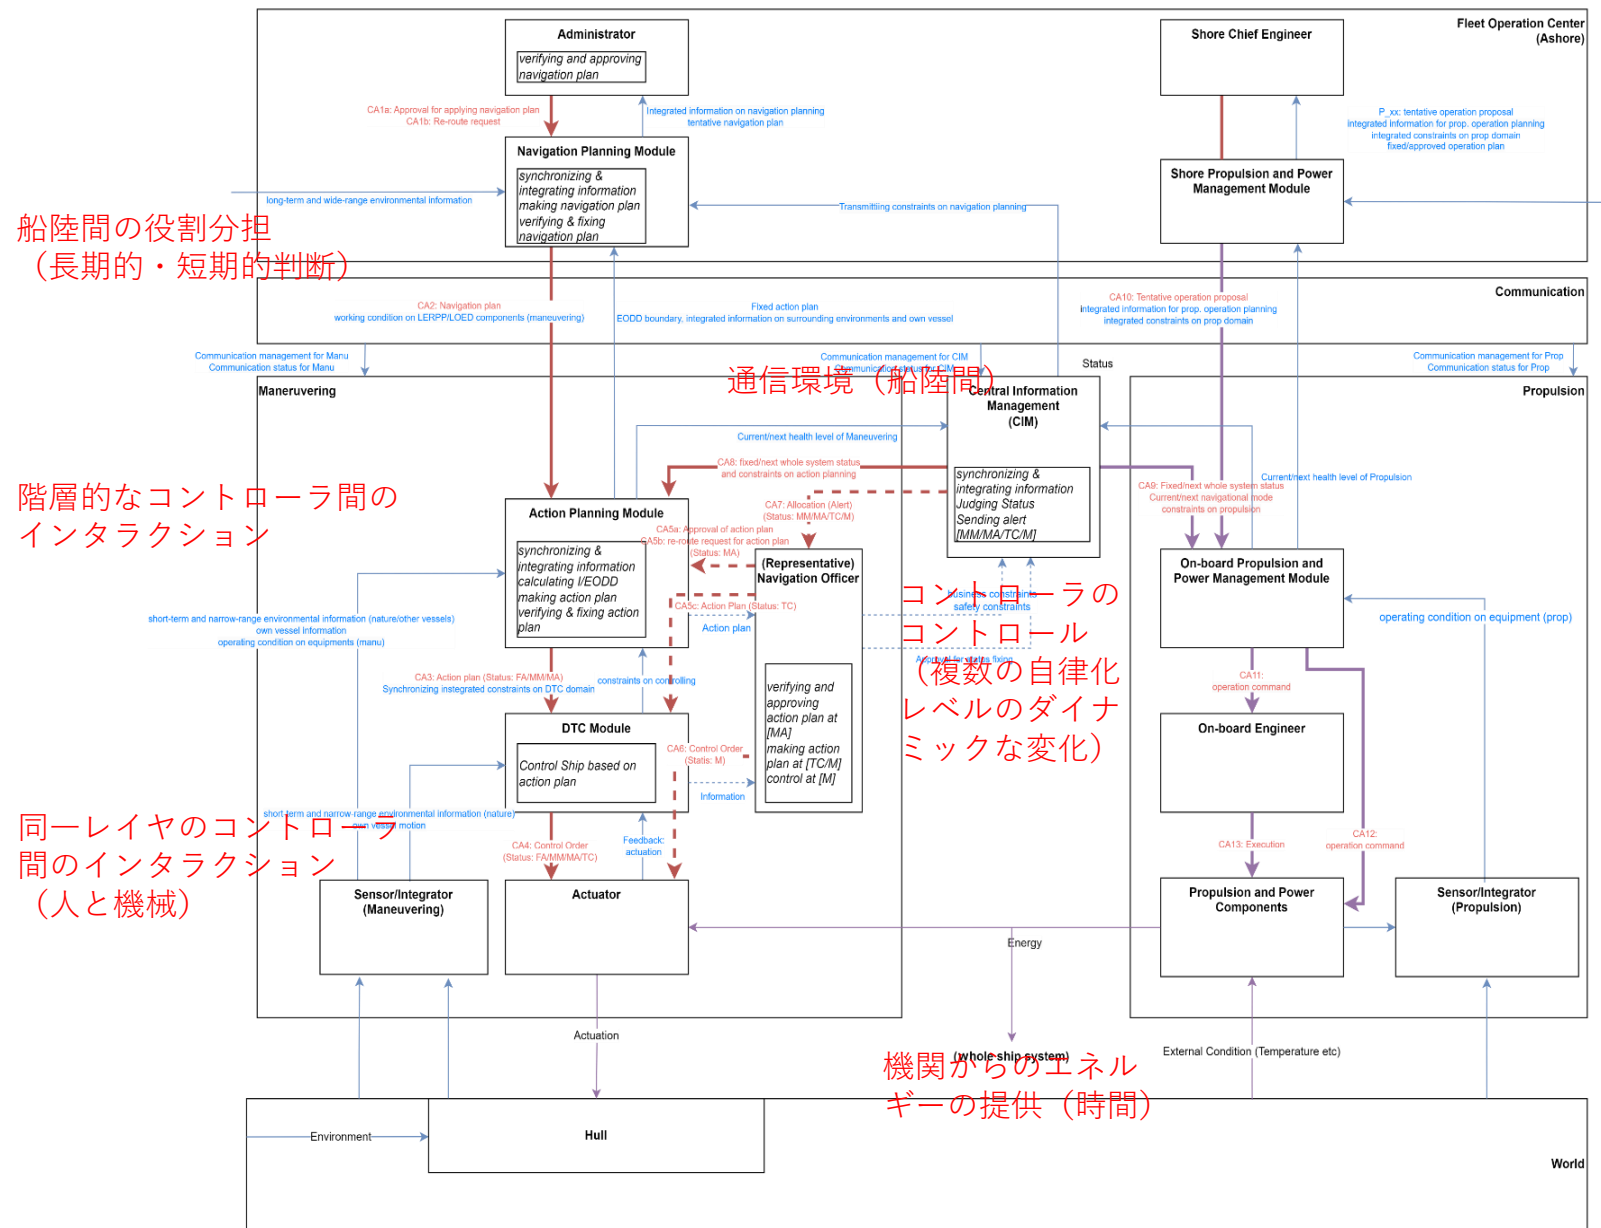 Fleet Operation Center
(Ashore)
Administrator
verifying and approving
navigation plan
Shore Chief Engineer
CA1a: Approval for applying navigation plan
CA1b: Re-route request
Integrated information on navigation planning
tentative navigation plan
P_xx: tentative operation proposal
integrated information for prop. operation planning
integrated constraints on prop domain
fixed/approved operation plan
Navigation Planning Module
synchronizing &
integrating information
making navigation plan
verifying & fixing
navigation plan
Shore Propulsion and Power
Management Module
long-term and wide-range environmental information
Transmitting constraints on navigation planning
船陸間の役割分担
（長期的・短期的判断）
Communication
CA2: Navigation plan
working condition on LERPP/LOED components (maneuvering)
Fixed action plan
EODD boundary, integrated information on surrounding environments and own vessel
CA10: Tentative operation proposal
integrated information for prop. operation planning
integrated constraints on prop domain
Communication management for Manu
Communication status for Manu
Communication management for CIM
Communication status for CIM
Status
Communication management for Prop
Communication status for Prop
通信環境（船陸間）
Maneruvering
Propulsion
Central Information
Management
(CIM)
synchronizing &
integrating information
Judging Status
Sending alert
[MM/MA/TC/M]
Current/next health level of Maneuvering
CA8: fixed/next whole system status
and constraints on action planning
Current/next health level of Propulsion
CA9: Fixed/next whole system status
Current/next navigational mode
constraints on propulsion
階層的なコントローラ間の
インタラクション
CA7: Allocation (Alert)
(Status: MM/MA/TC/M)
Action Planning Module
synchronizing &
integrating information
calculating I/EODD
making action plan
verifying & fixing action
plan
CA5a: Approval of action plan
CA5b: re-route request for action plan
(Status: MA)
(Representative)
Navigation Officer
verifying and
approving
action plan at
[MA]
making action
plan at [TC/M]
control at [M]
On-board Propulsion and
Power Management Module
CA5c: Action Plan (Status: TC)
Action plan
business constraints
safety constraints
Approval for status fixing
コントローラの
コントロール
（複数の自律化
レベルのダイナ
ミックな変化）
short-term and narrow-range environmental information (nature/other vessels)
own vessel Information
operating condition on equipments (manu)
operating condition on equipment (prop)
CA3: Action plan (Status: FA/MM/MA)
Synchronizing instegrated constraints on DTC domain
constraints on controlling
CA11:
operation command
DTC Module
Control Ship based on
action plan
CA6: Control Order
(Statis: M)
Information
On-board Engineer
short-term and narrow-range environmental information (nature)
own vessel motion
同一レイヤのコントローラ
間のインタラクション
（人と機械）
CA4: Control Order
(Status: FA/MM/MA/TC)
Feedback:
actuation
CA12:
operation command
CA13: Execution
Sensor/Integrator
(Maneuvering)
Actuator
Propulsion and Power
Components
Sensor/Integrator
(Propulsion)
Energy
Actuation
(whole ship system)
External Condition (Temperature etc)
機関からのエネル
ギーの提供（時間）
Environment
Hull
World